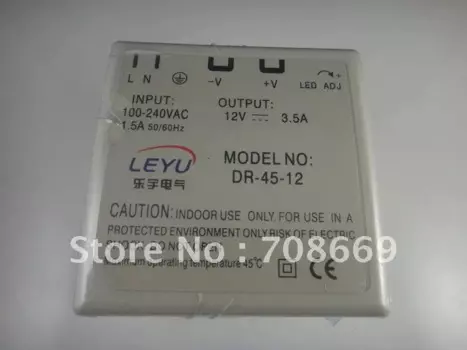 L N -V +V LED ADJ
INPUT: OUTPUT:
100-240VAC 12V 3.5A
1.5A 50/60Hz
LEYU MODEL NO:
乐宇电气 DR-45-12
CAUTION: INDOOR USE ONLY. FOR USE IN A
PROTECTED ENVIRONMENT ONLY RISK OF ELECTRIC
Store No: 708669
Maximum operating temperature 45℃ CE